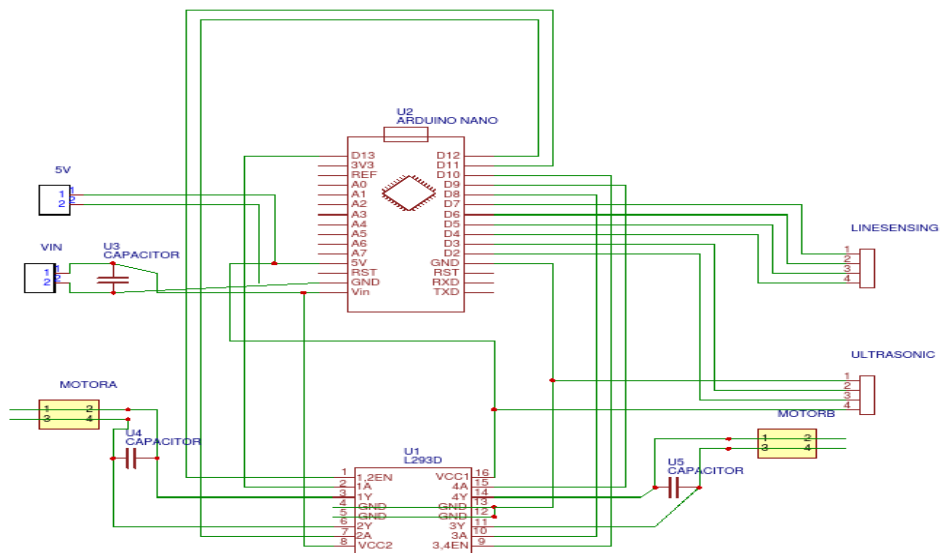 U2
ARDUINO NANO
D13 D12
3V3 D11
REF D10
A0 D9
A1 D8
A2 D7
A3 D6
A4 D5
A5 D4
A6 D3
A7 D2
5V GND
RST RST
GND RXD
Vin TXD
5V
1 1
2 2
VIN
1 1
2 2
U3
CAPACITOR
LINESENSING
1
2
3
4
ULTRASONIC
1
2
3
4
MOTORA
1 2
3 4
U4
CAPACITOR
MOTORB
1 2
3 4
U5
CAPACITOR
U1
L293D
1 1,2EN VCC1 16
2 1A 4A 15
3 1Y 4Y 14
4 GND GND 13
5 GND GND 12
6 2Y 3Y 11
7 2A 3A 10
8 VCC2 3,4EN 9